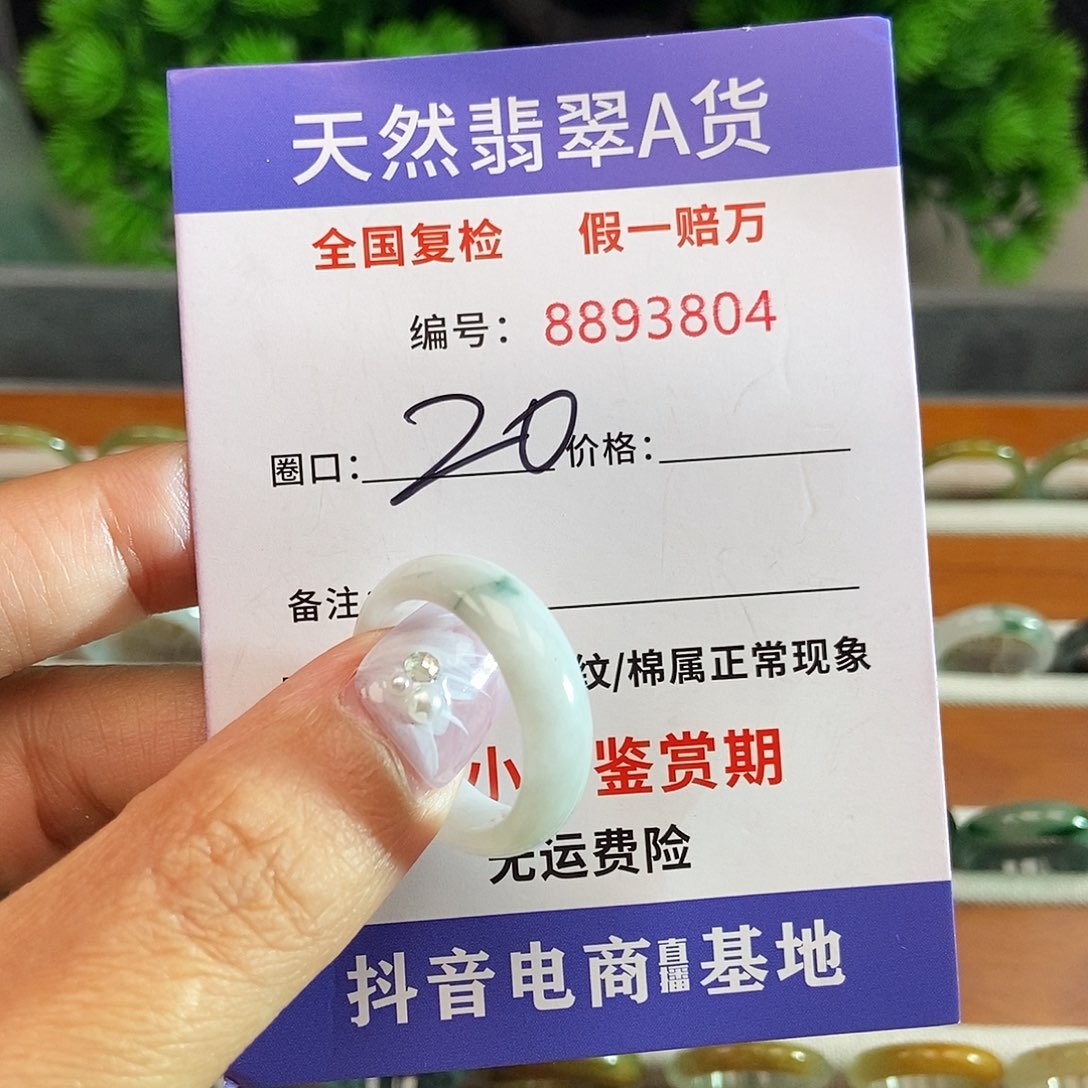 天然翡翠A货
全国复检 假一赔万
编号：8893804
圈口：20 价格：
备注
纹/棉属正常现象
小 鉴赏期
无运费险
抖音电商直播基地